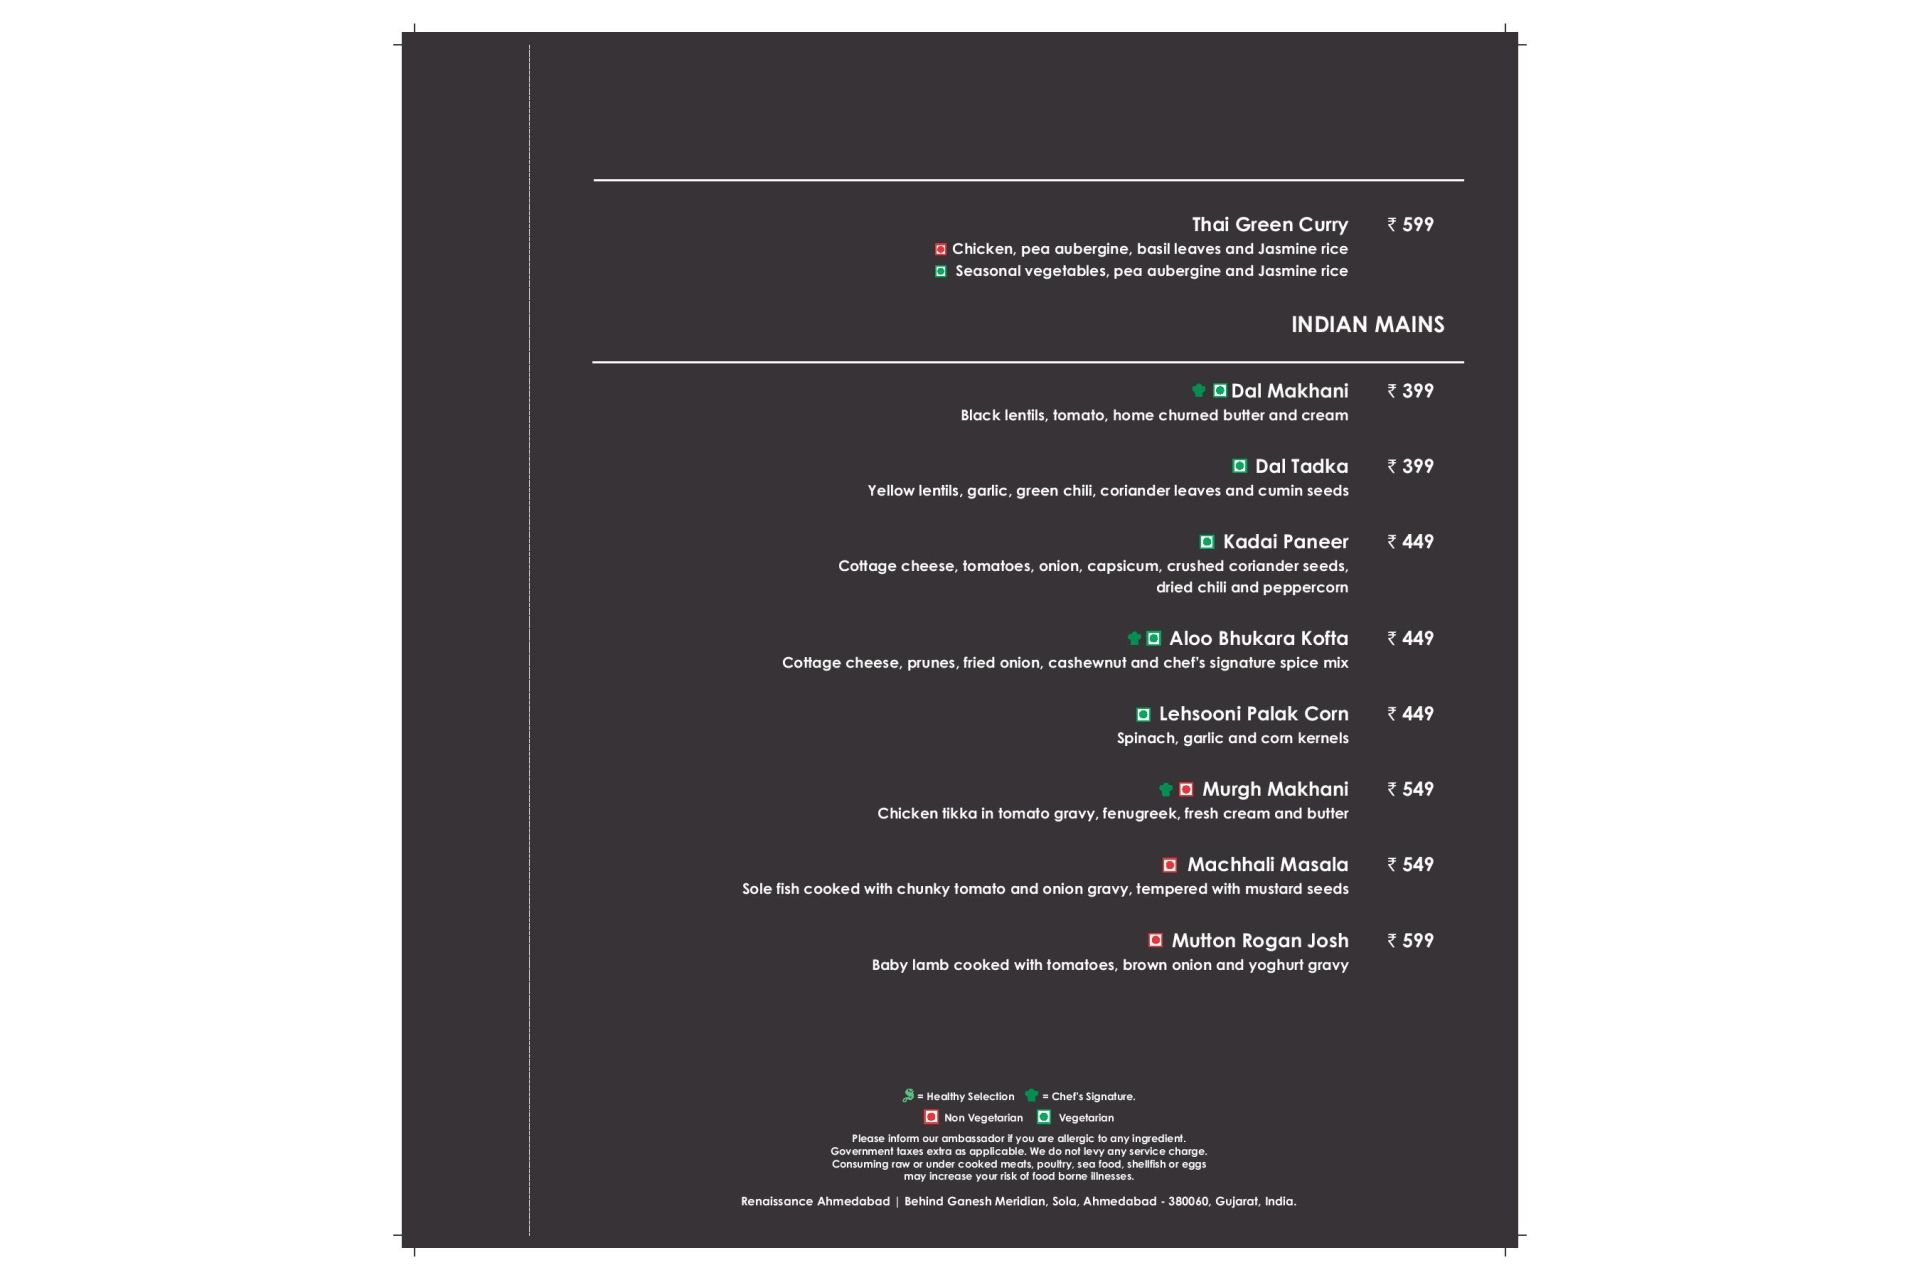 Thai Green Curry ₹ 599
Chicken, pea aubergine, basil leaves and Jasmine rice
Seasonal vegetables, pea aubergine and Jasmine rice
INDIAN MAINS
Dal Makhani ₹ 399
Black lentils, tomato, home churned butter and cream
Dal Tadka ₹ 399
Yellow lentils, garlic, green chili, coriander leaves and cumin seeds
Kadai Paneer ₹ 449
Cottage cheese, tomatoes, onion, capsicum, crushed coriander seeds,
dried chili and peppercorn
Aloo Bhukara Kofta ₹ 449
Cottage cheese, prunes, fried onion, cashewnut and chef's signature spice mix
Lehsooni Palak Corn ₹ 449
Spinach, garlic and corn kernels
Murgh Makhani ₹ 549
Chicken tikka in tomato gravy, fenugreek, fresh cream and butter
Machhali Masala ₹ 549
Sole fish cooked with chunky tomato and onion gravy, tempered with mustard seeds
Mutton Rogan Josh ₹ 599
Baby lamb cooked with tomatoes, brown onion and yoghurt gravy
= Healthy Selection = Chef's Signature.
Non Vegetarian Vegetarian
Please inform our ambassador if you are allergic to any ingredient.
Government taxes extra as applicable. We do not levy any service charge.
Consuming raw or under cooked meats, poultry, sea food, shellfish or eggs
may increase your risk of food borne illnesses.
Renaissance Ahmedabad | Behind Ganesh Meridian, Sola, Ahmedabad - 380060, Gujarat, India.